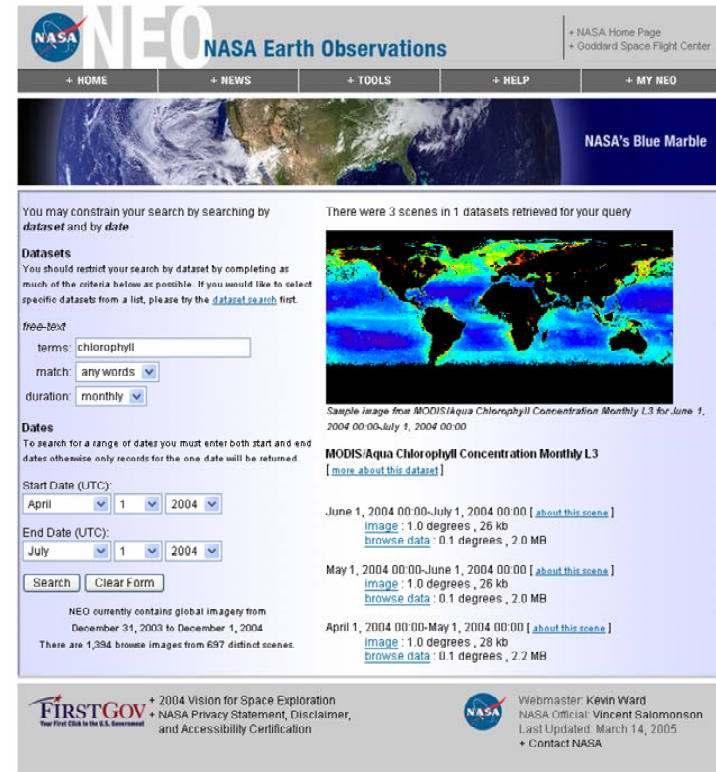 NASA
NEO
NASA Earth Observations
+ NASA Home Page
+ Goddard Space Flight Center
+ HOME
+ NEWS
+ TOOLS
+ HELP
+ MY NEO
NASA's Blue Marble
You may constrain your search by searching by
dataset and by date
Datasets
You should restrict your search by dataset by completing as
much of the criteria below as possible. If you would like to select
specific datasets from a list, please try the dataset search first.
free-text
terms: chlorophyll
match: any words
duration: monthly
Dates
To search for a range of dates you must enter both start and end
dates otherwise only records for the one date will be returned.
Start Date (UTC):
April 1 2004
End Date (UTC):
July 1 2004
Search Clear Form
NEO currently contains global imagery from
December 31, 2003 to December 1, 2004
There are 1,394 browse images from 697 distinct scenes.
There were 3 scenes in 1 datasets retrieved for your query
Sample image from MODIS/Aqua Chlorophyll Concentration Monthly L3 for June 1,
2004 00:00-July 1, 2004 00:00
MODIS/Aqua Chlorophyll Concentration Monthly L3
[ more about this dataset ]
June 1, 2004 00:00-July 1, 2004 00:00 [ about this scene ]
image : 1.0 degrees , 26 kb
browse data : 0.1 degrees , 2.0 MB
May 1, 2004 00:00-June 1, 2004 00:00 [ about this scene ]
image : 1.0 degrees , 26 kb
browse data : 0.1 degrees , 2.0 MB
April 1, 2004 00:00-May 1, 2004 00:00 [ about this scene ]
image : 1.0 degrees , 28 kb
browse data : 0.1 degrees , 2.2 MB
FIRSTGOV
Your First Click to the U.S. Government
+ 2004 Vision for Space Exploration
+ NASA Privacy Statement, Disclaimer,
and Accessibility Certification
NASA
Webmaster: Kevin Ward
NASA Official: Vincent Salomonson
Last Updated: March 14, 2005
+ Contact NASA